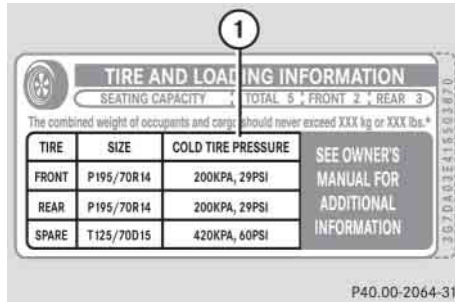 1
TIRE AND LOADING INFORMATION
SEATING CAPACITY TOTAL 5 FRONT 2 REAR 3
The combined weight of occupants and cargo should never exceed XXX kg or XXX lbs.*
TIRE SIZE COLD TIRE PRESSURE
SEE OWNER'S
MANUAL FOR
ADDITIONAL
INFORMATION
FRONT P195/70R14 200KPA, 29PSI
REAR P195/70R14 200KPA, 29PSI
SPARE T125/70D15 420KPA, 60PSI
3G7DA03E41S503870
P40.00-2064-31